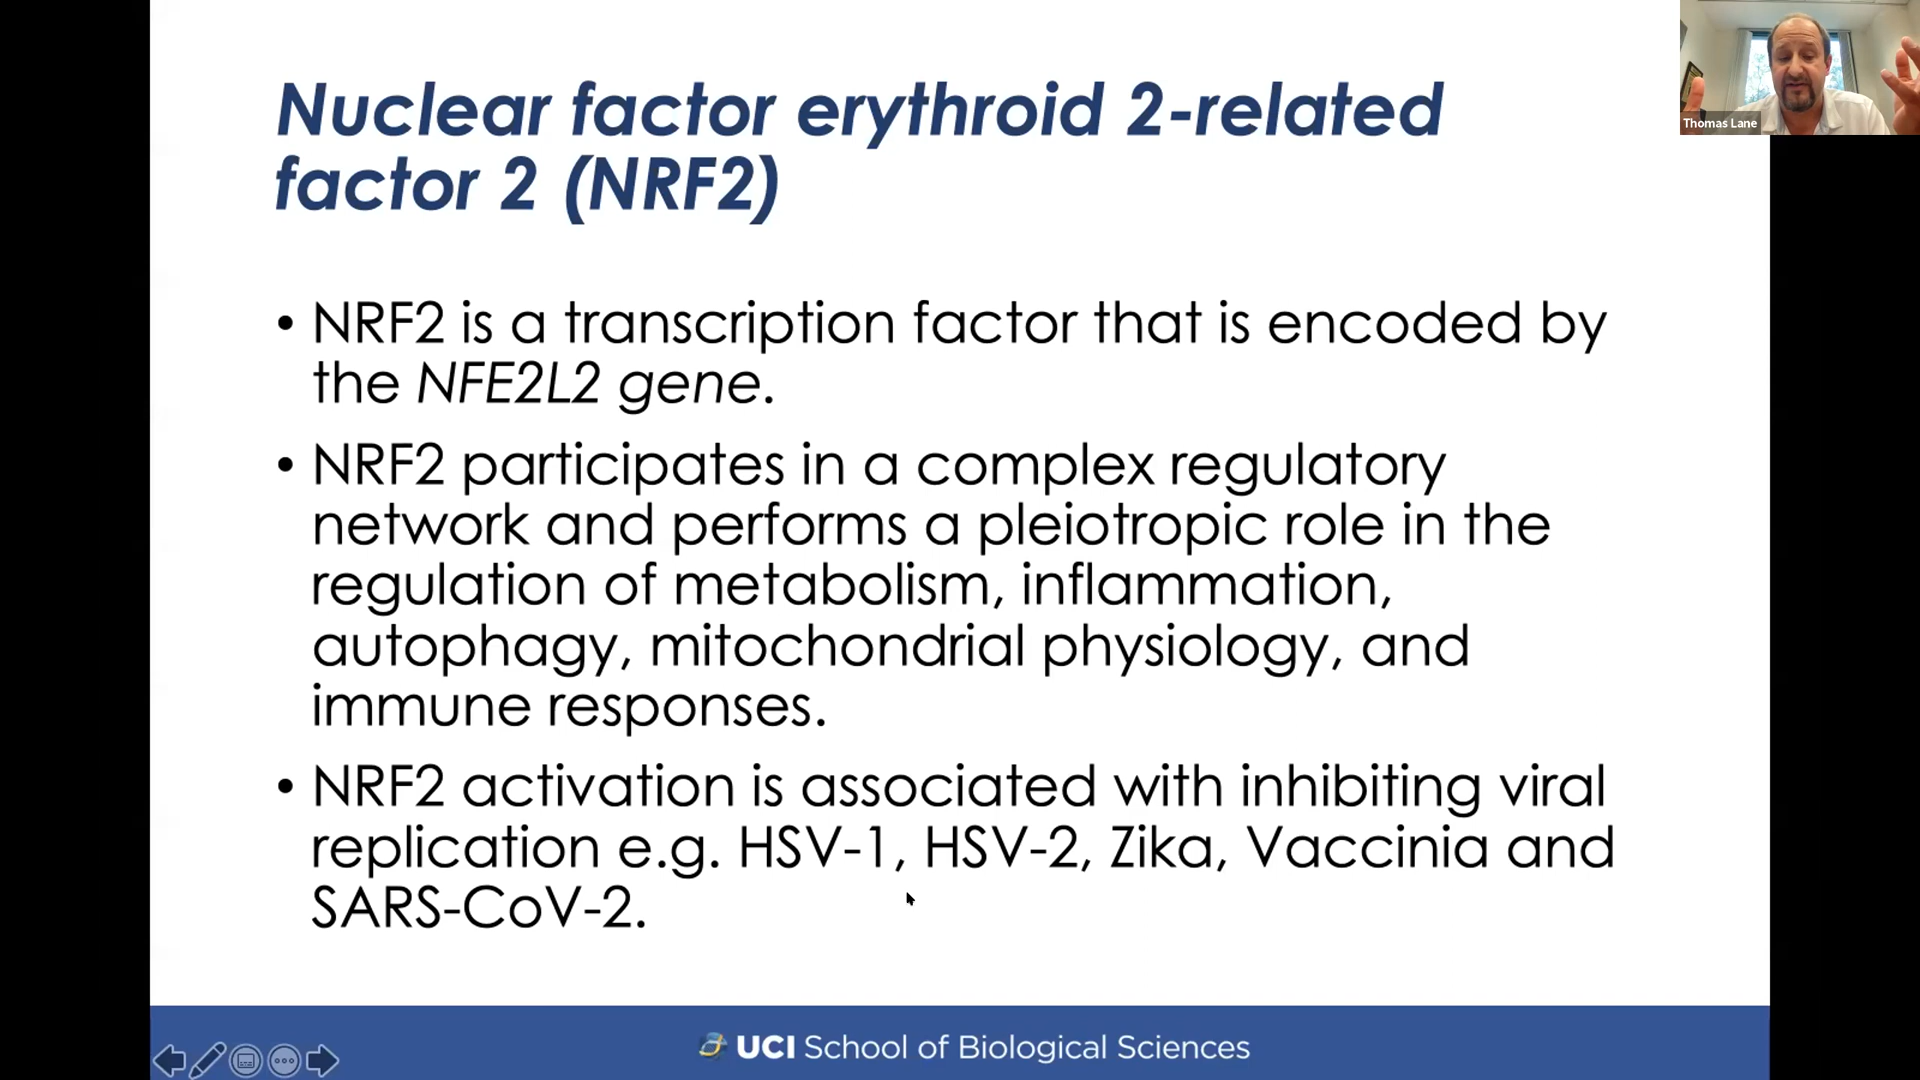 Nuclear factor erythroid 2-related
factor 2 (NRF2)
Thomas Lane
• NRF2 is a transcription factor that is encoded by
the NFE2L2 gene.
• NRF2 participates in a complex regulatory
network and performs a pleiotropic role in the
regulation of metabolism, inflammation,
autophagy, mitochondrial physiology, and
immune responses.
• NRF2 activation is associated with inhibiting viral
replication e.g. HSV-1, HSV-2, Zika, Vaccinia and
SARS-CoV-2.
UCI School of Biological Sciences